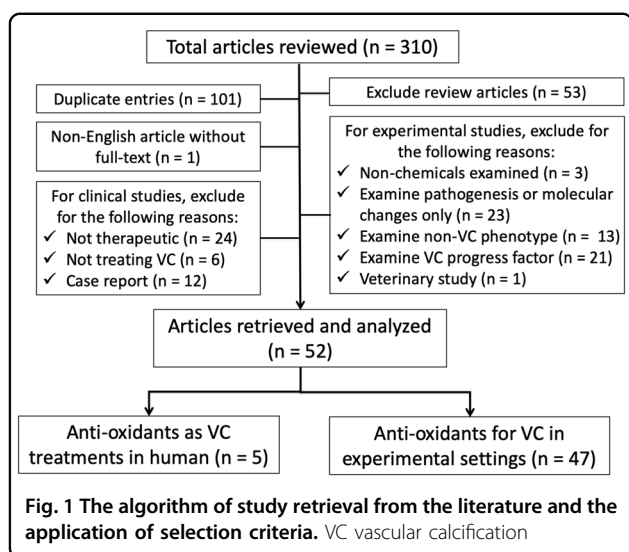 Total articles reviewed (n = 310)
Duplicate entries (n = 101)
Exclude review articles (n = 53)
Non-English article without
full-text (n = 1)
For clinical studies, exclude
for the following reasons:
✓ Not therapeutic (n = 24)
✓ Not treating VC (n = 6)
✓ Case report (n = 12)
For experimental studies, exclude for
the following reasons:
✓ Non-chemicals examined (n = 3)
✓ Examine pathogenesis or molecular
changes only (n = 23)
✓ Examine non-VC phenotype (n = 13)
✓ Examine VC progress factor (n = 21)
✓ Veterinary study (n = 1)
Articles retrieved and analyzed
(n = 52)
Anti-oxidants as VC
treatments in human (n = 5)
Anti-oxidants for VC in
experimental settings (n = 47)
Fig. 1 The algorithm of study retrieval from the literature and the
application of selection criteria. VC vascular calcification